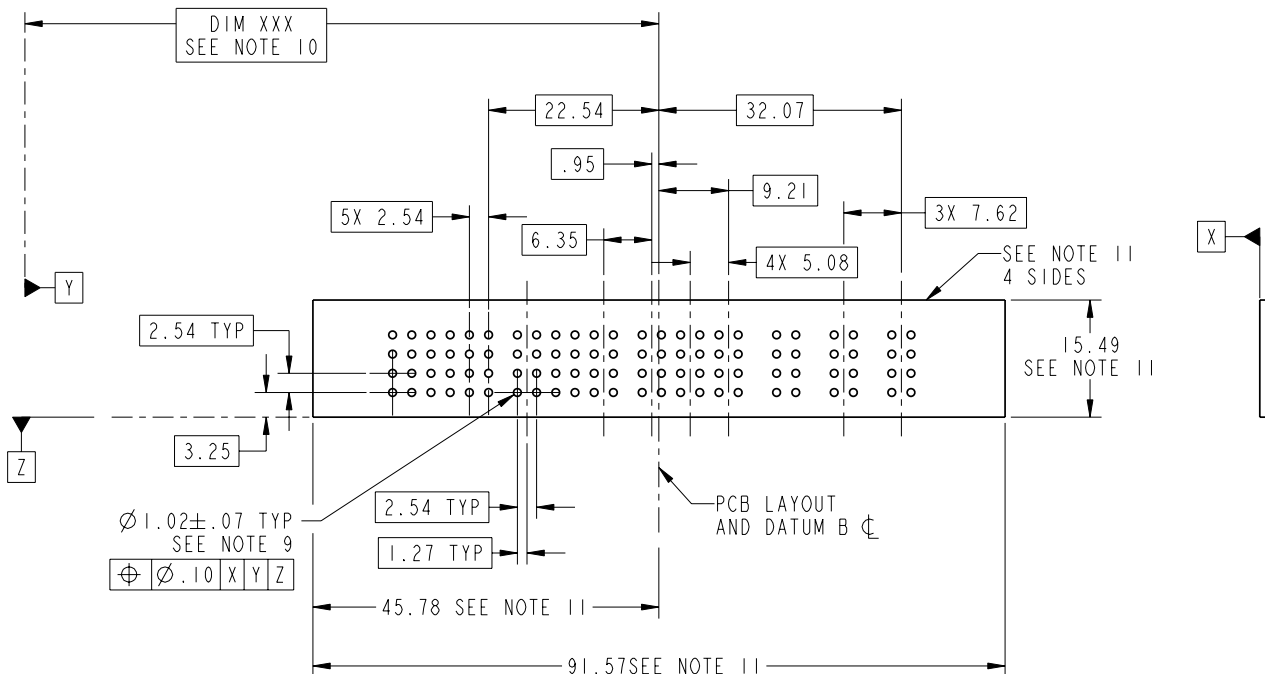 DIM XXX
SEE NOTE 10
22.54
32.07
.95
9.21
5X 2.54
3X 7.62
6.35
4X 5.08
X
SEE NOTE 11
4 SIDES
Y
2.54 TYP
15.49
SEE NOTE 11
3.25
Z
2.54 TYP
PCB LAYOUT
AND DATUM B ℄
Ø1.02±.07 TYP
SEE NOTE 9
1.27 TYP
⌖ Ø.10 X Y Z
45.78 SEE NOTE 11
91.57SEE NOTE 11